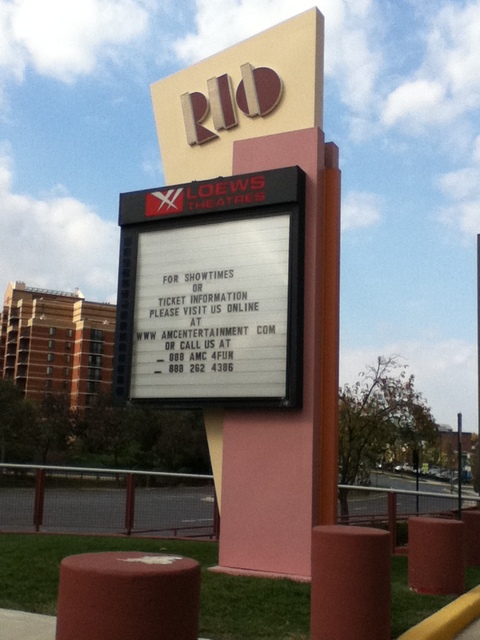 RIO
LOEWS
THEATRES
FOR SHOWTIMES
OR
TICKET INFORMATION
PLEASE VISIT US ONLINE
AT
WWW AMCENTERTAINMENT COM
OR CALL US AT
888 AMC 4FUN
888 262 4386